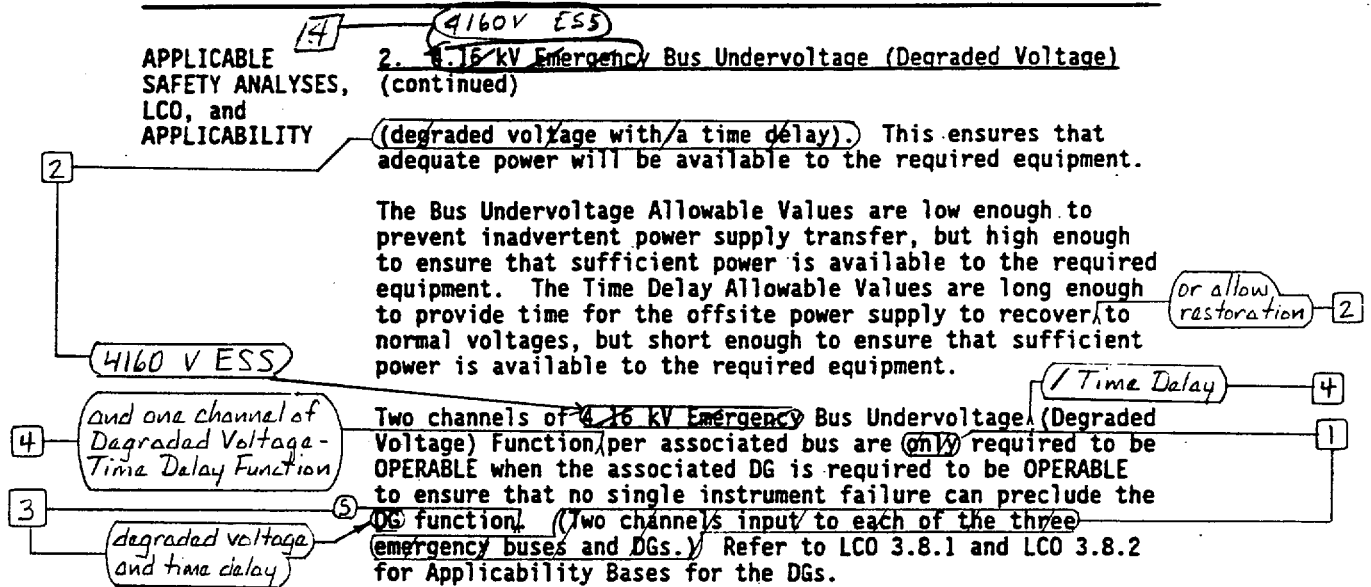 4
4160V ESS
APPLICABLE 2. 4.16 kV Emergency Bus Undervoltage (Degraded Voltage)
SAFETY ANALYSES, (continued)
LCO, and
APPLICABILITY (degraded voltage with a time delay). This ensures that
2
adequate power will be available to the required equipment.
The Bus Undervoltage Allowable Values are low enough to
prevent inadvertent power supply transfer, but high enough
to ensure that sufficient power is available to the required
equipment. The Time Delay Allowable Values are long enough
or allow
restoration 2
to provide time for the offsite power supply to recover to
normal voltages, but short enough to ensure that sufficient
4160 V ESS
power is available to the required equipment.
/ Time Delay 4
and one channel of
Degraded Voltage -
Time Delay Function
4
Two channels of 4.16 kV Emergency Bus Undervoltage (Degraded
Voltage) Function per associated bus are only required to be
1
OPERABLE when the associated DG is required to be OPERABLE
to ensure that no single instrument failure can preclude the
3
S
DG function. (Two channels input to each of the three
degraded voltage
and time delay
emergency buses and DGs.) Refer to LCO 3.8.1 and LCO 3.8.2
for Applicability Bases for the DGs.